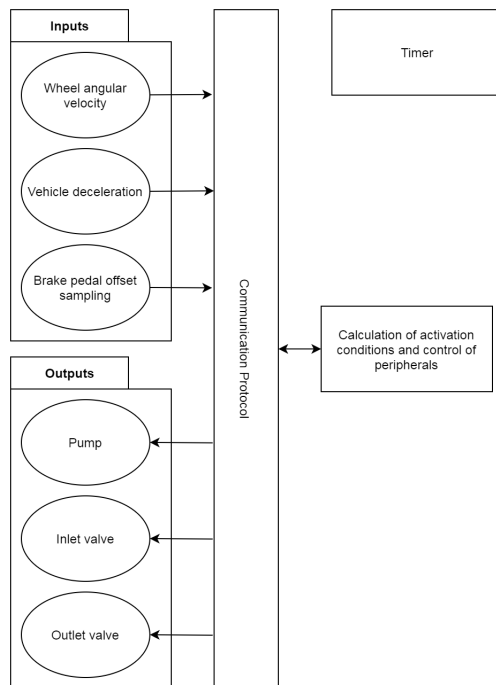 Inputs
Wheel angular
velocity
Vehicle deceleration
Brake pedal offset
sampling
Outputs
Pump
Inlet valve
Outlet valve
Communication Protocol
Timer
Calculation of activation
conditions and control of
peripherals